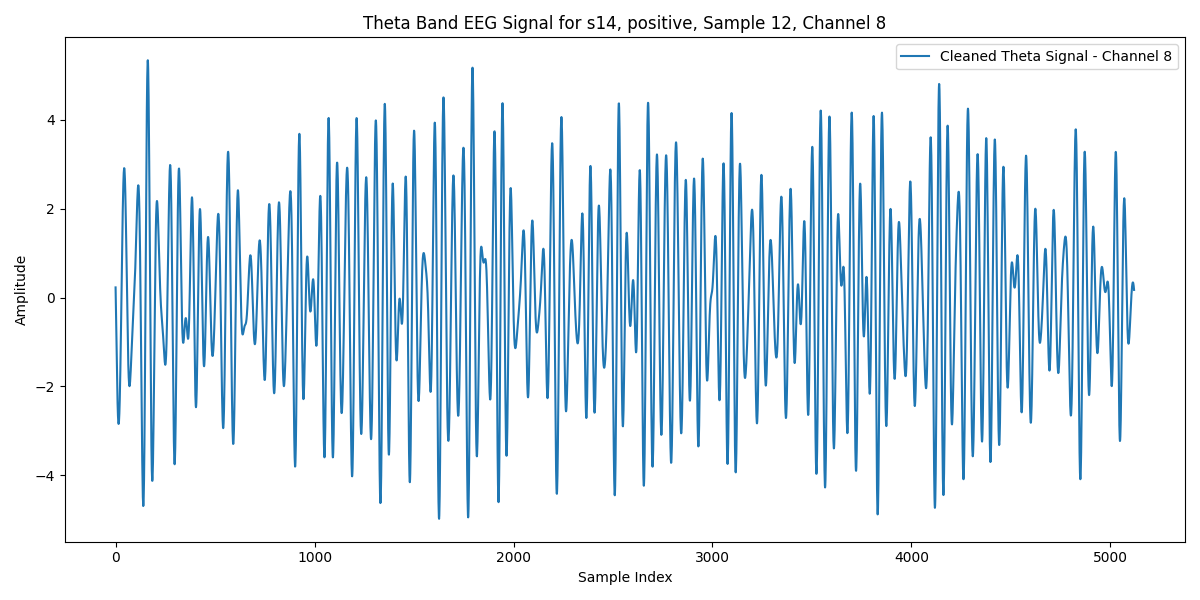 Theta Band EEG Signal for s14, positive, Sample 12, Channel 8
Cleaned Theta Signal - Channel 8
Amplitude
4
2
0
−2
−4
0 1000 2000 3000 4000 5000
Sample Index